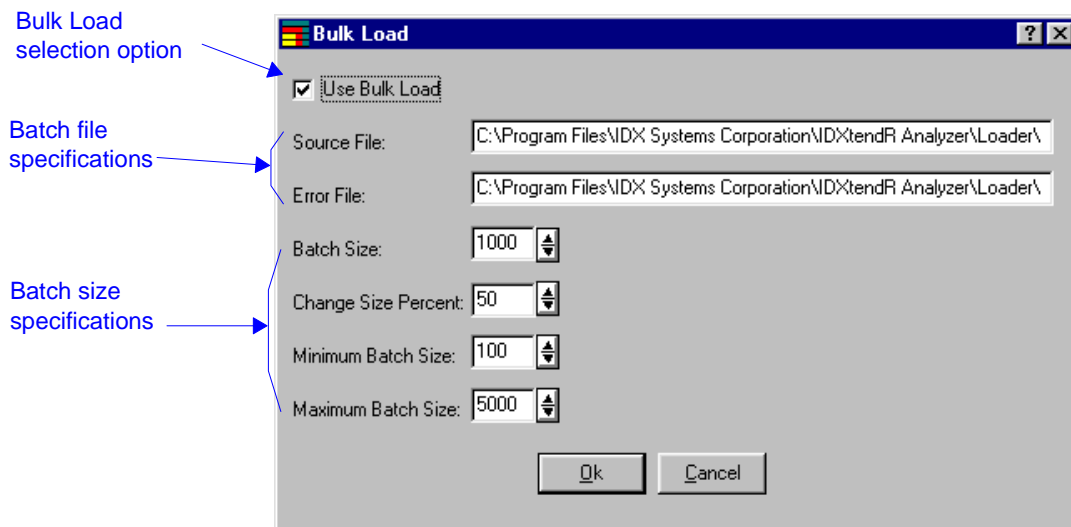 Bulk Load
selection option
Bulk Load
Use Bulk Load
Batch file
specifications
Source File:
C:\Program Files\IDX Systems Corporation\IDXtendR Analyzer\Loader\
Error File:
C:\Program Files\IDX Systems Corporation\IDXtendR Analyzer\Loader\
Batch size
specifications
Batch Size:
1000
Change Size Percent:
50
Minimum Batch Size:
100
Maximum Batch Size:
5000
Ok
Cancel